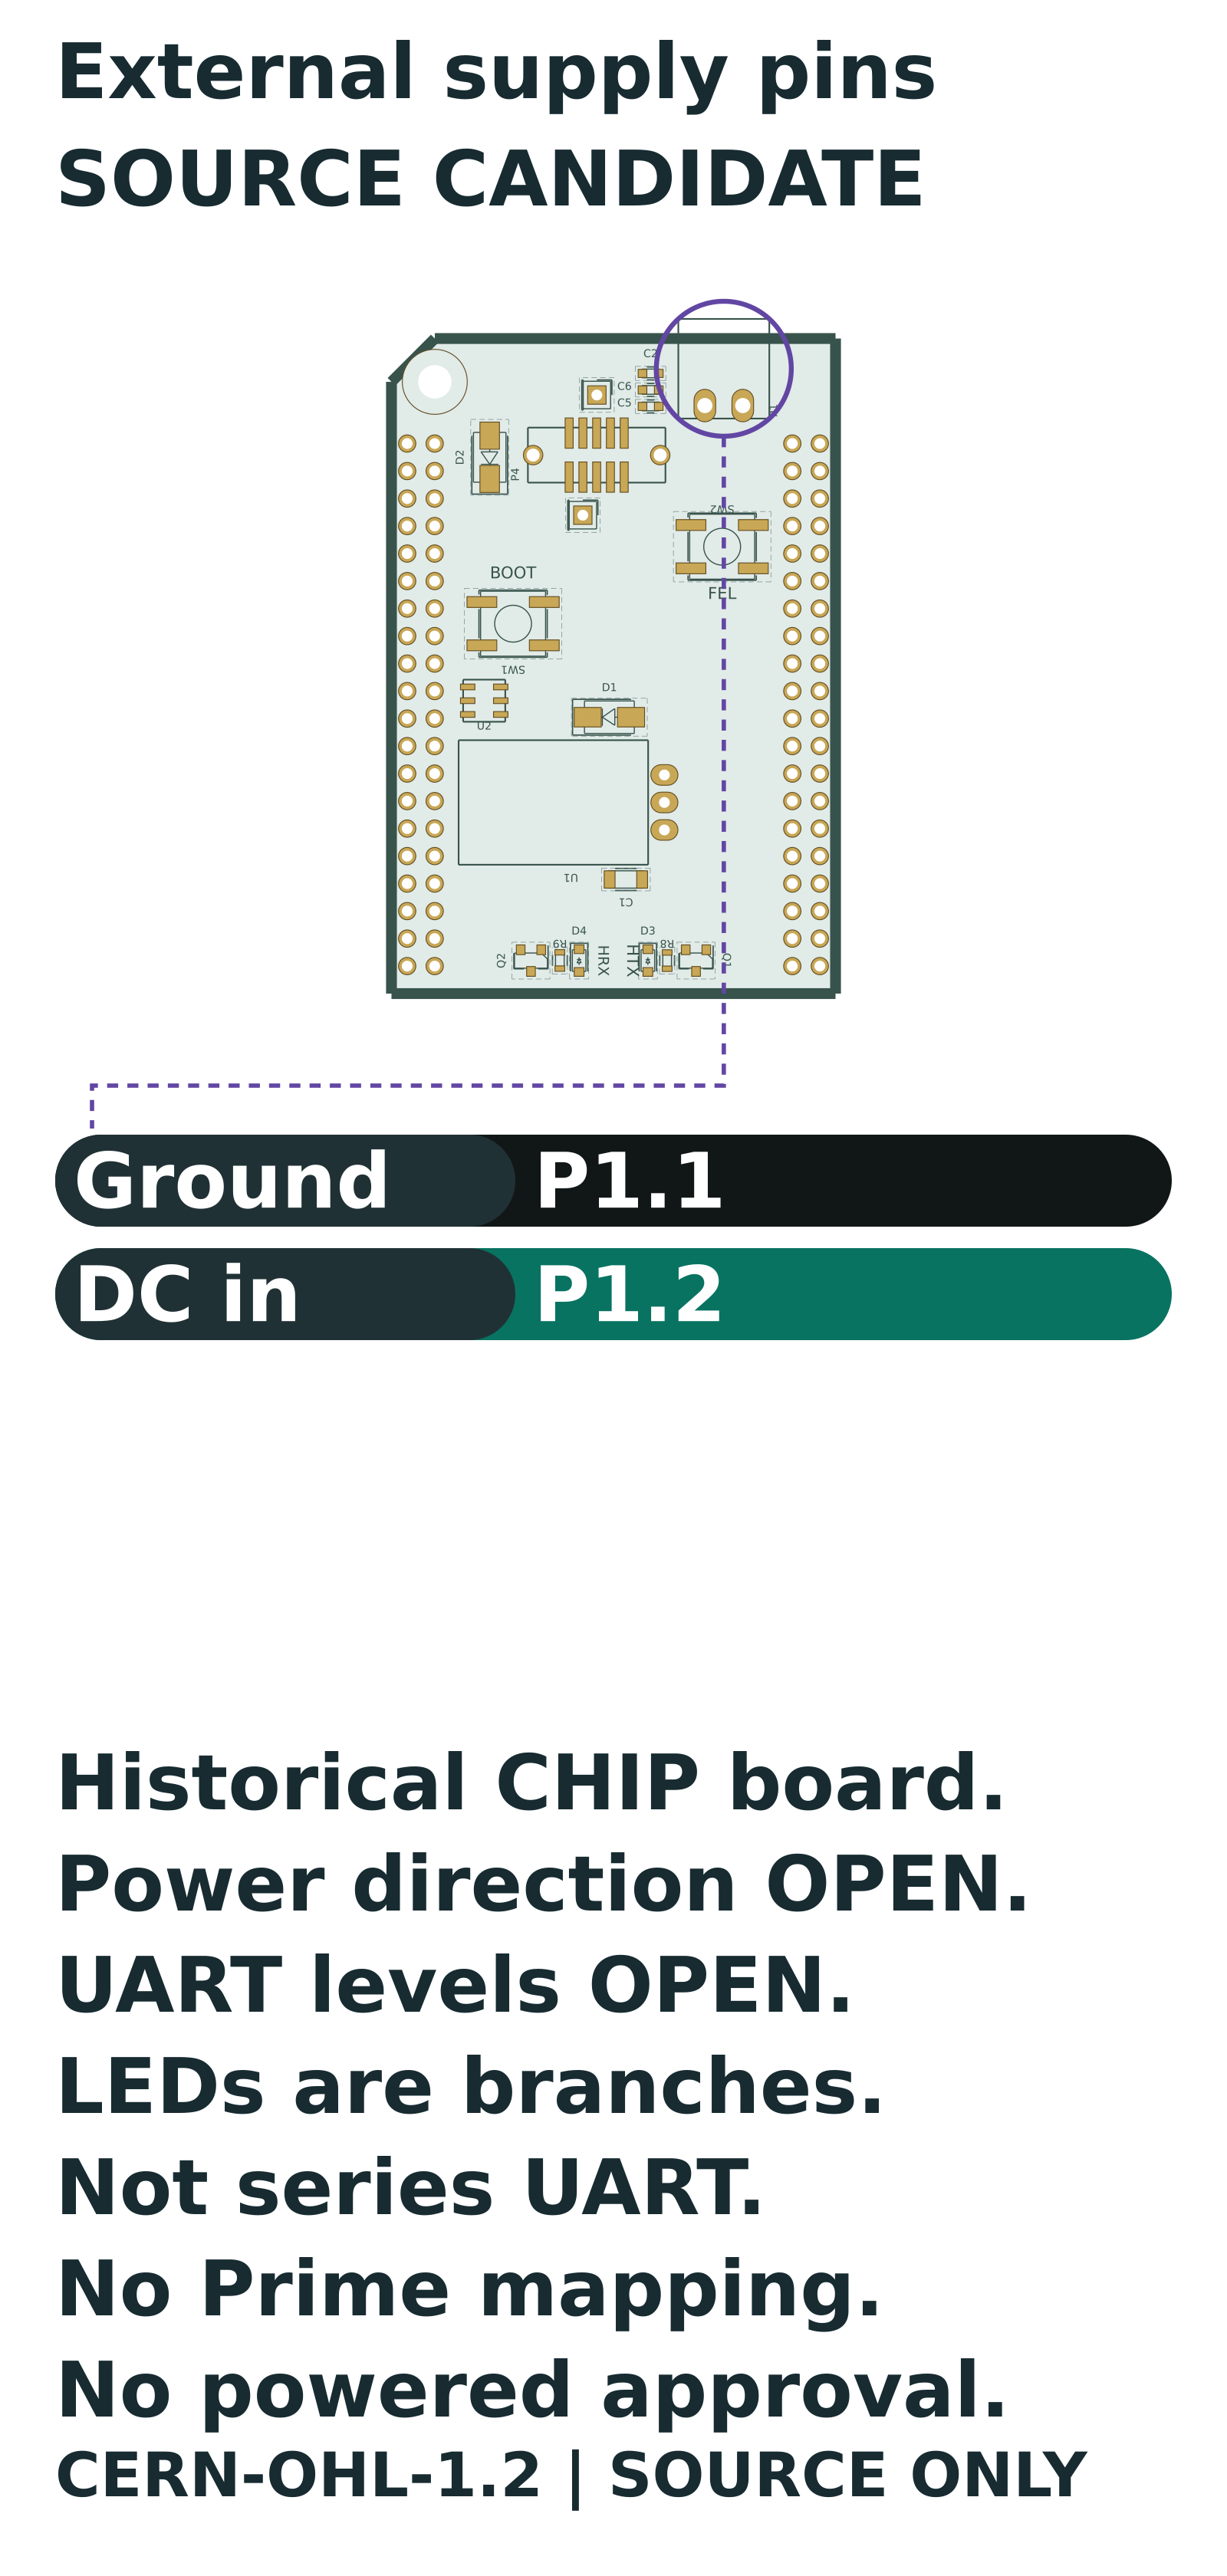 External supply pins
SOURCE CANDIDATE
C2
C6
C5
D2
P4
SW2
BOOT
FEL
SW1
D1
U2
U1
C1
D4
D3
R9
R8
Q2
HRX
HTX
Q1
Ground P1.1
DC in P1.2
Historical CHIP board.
Power direction OPEN.
UART levels OPEN.
LEDs are branches.
Not series UART.
No Prime mapping.
No powered approval.
CERN-OHL-1.2 | SOURCE ONLY